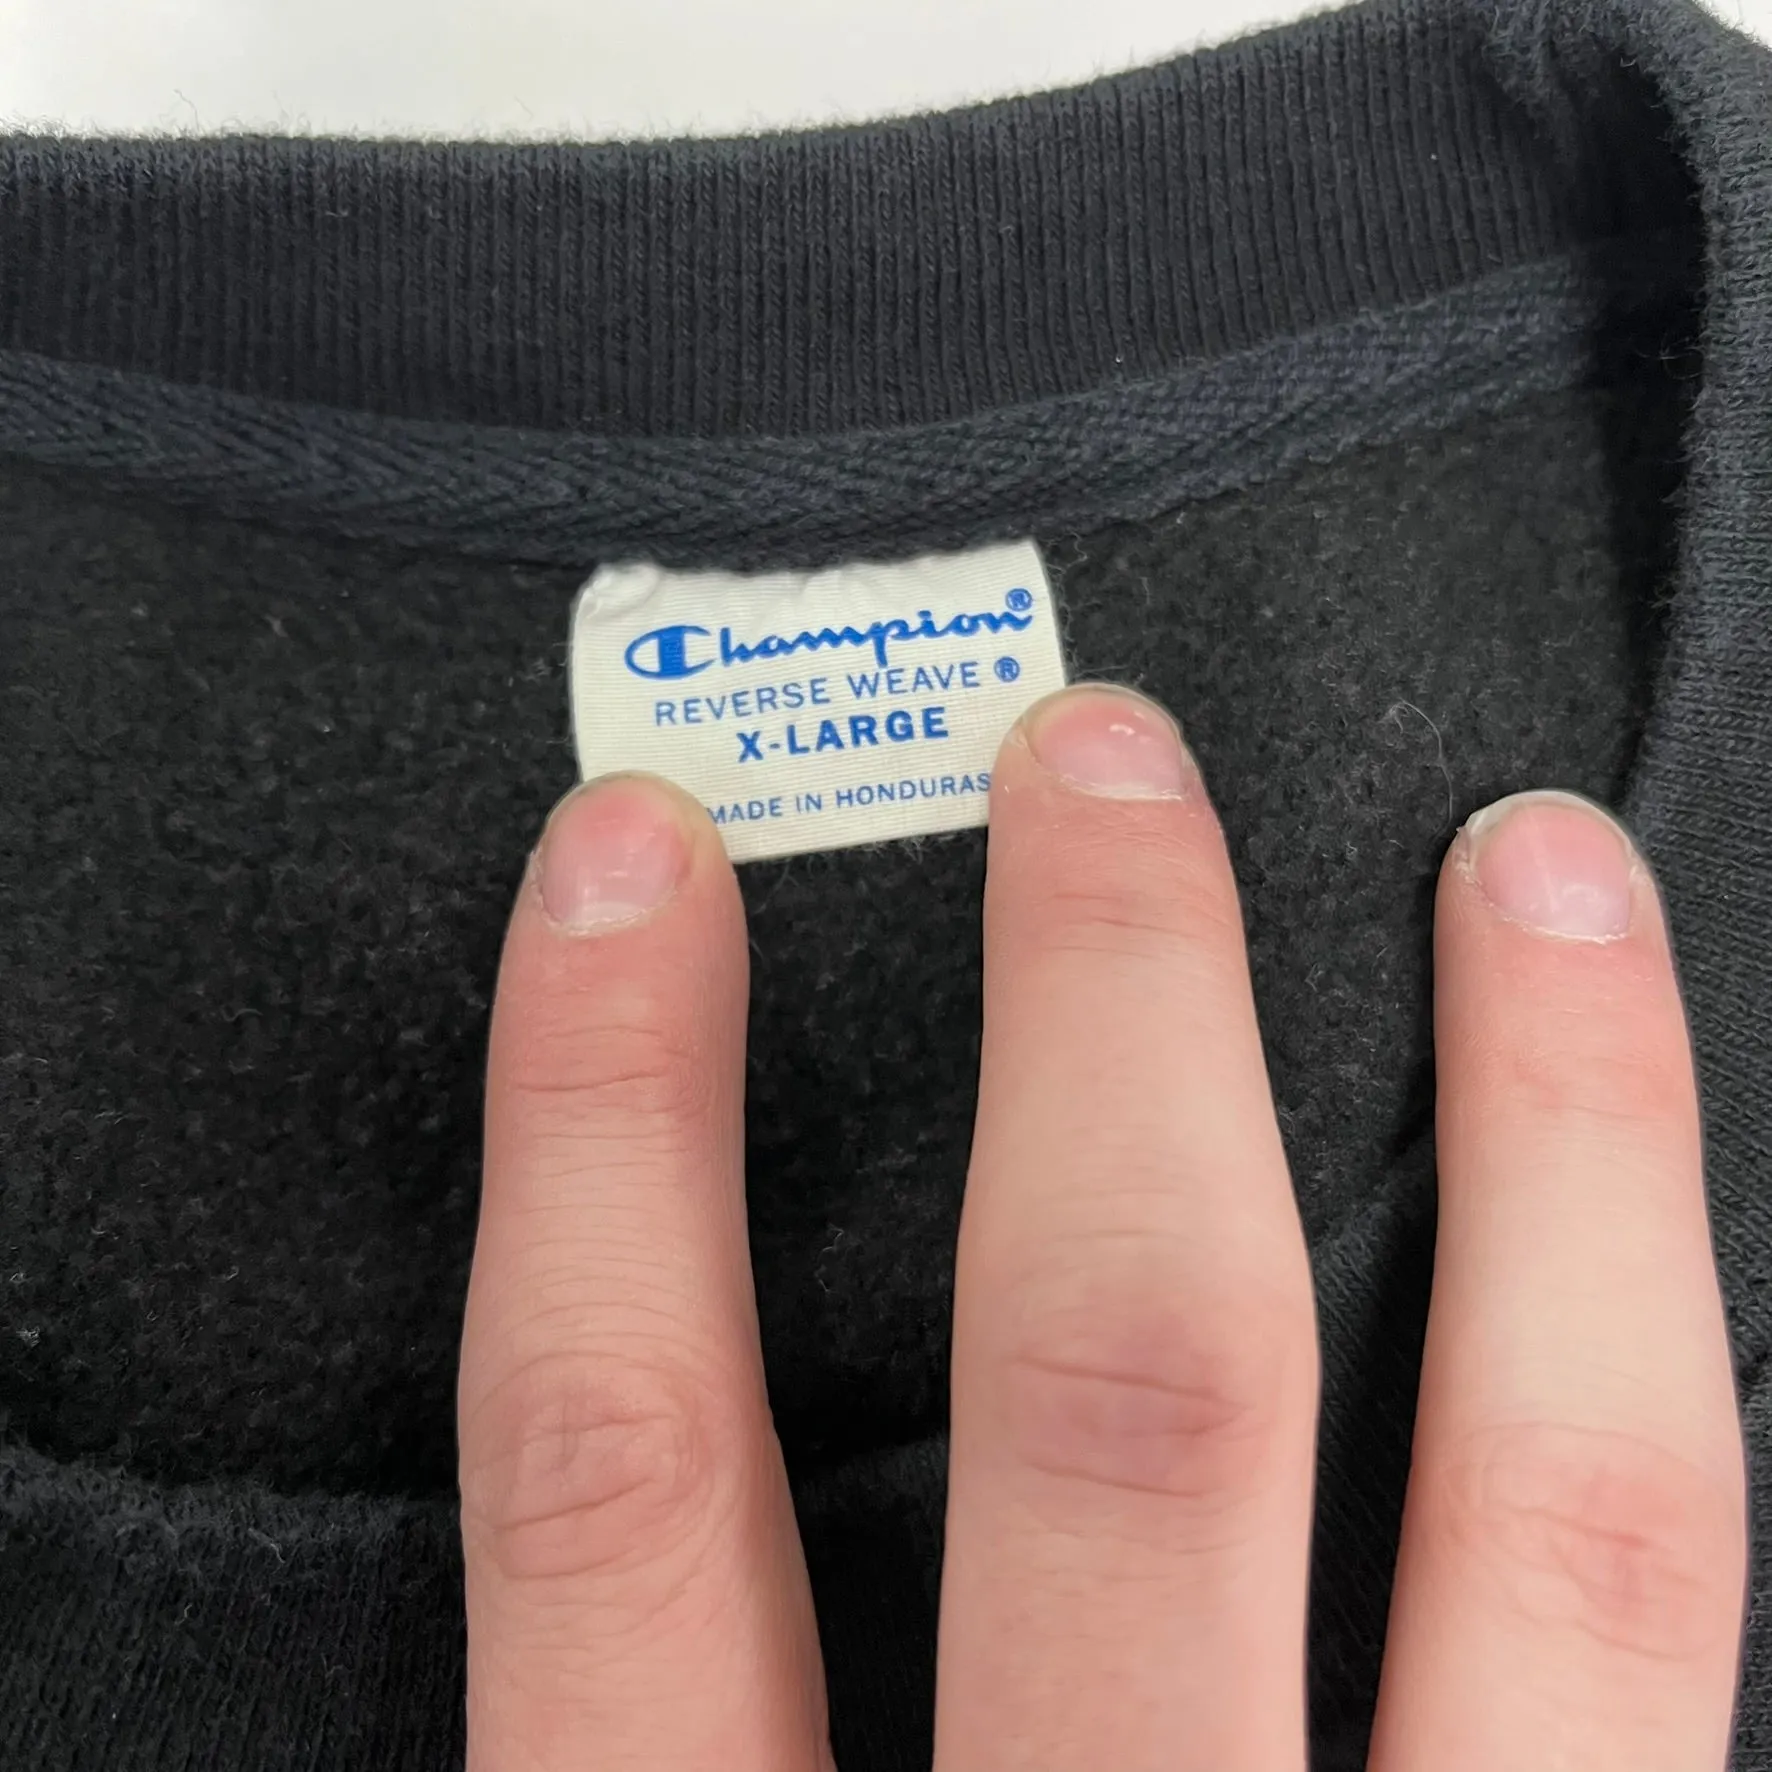 Champion®
REVERSE WEAVE ®
X-LARGE
MADE IN HONDURAS